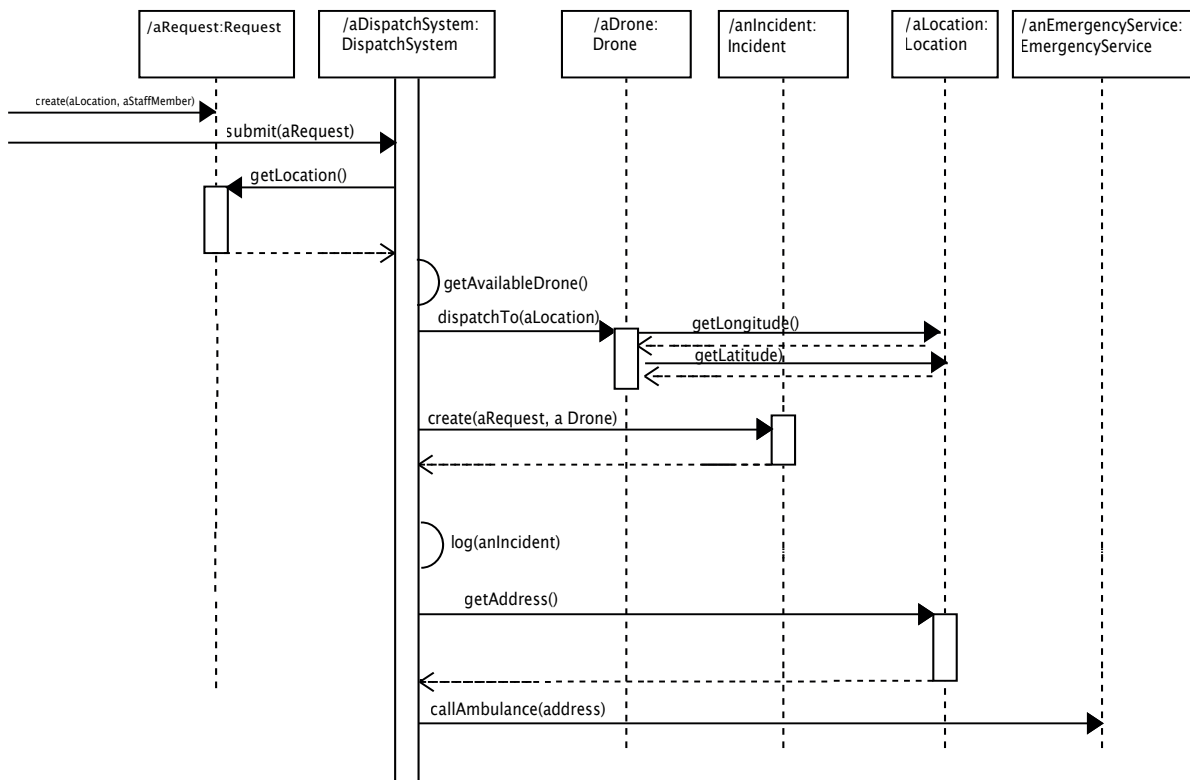 /aRequest:Request
/aDispatchSystem:
DispatchSystem
/aDrone:
Drone
/anIncident:
Incident
/aLocation:
Location
/anEmergencyService:
EmergencyService
create(aLocation, aStaffMember)
submit(aRequest)
getLocation()
getAvailableDrone()
dispatchTo(aLocation)
getLongitude()
getLatitude)
create(aRequest, a Drone)
log(anIncident)
getAddress()
callAmbulance(address)